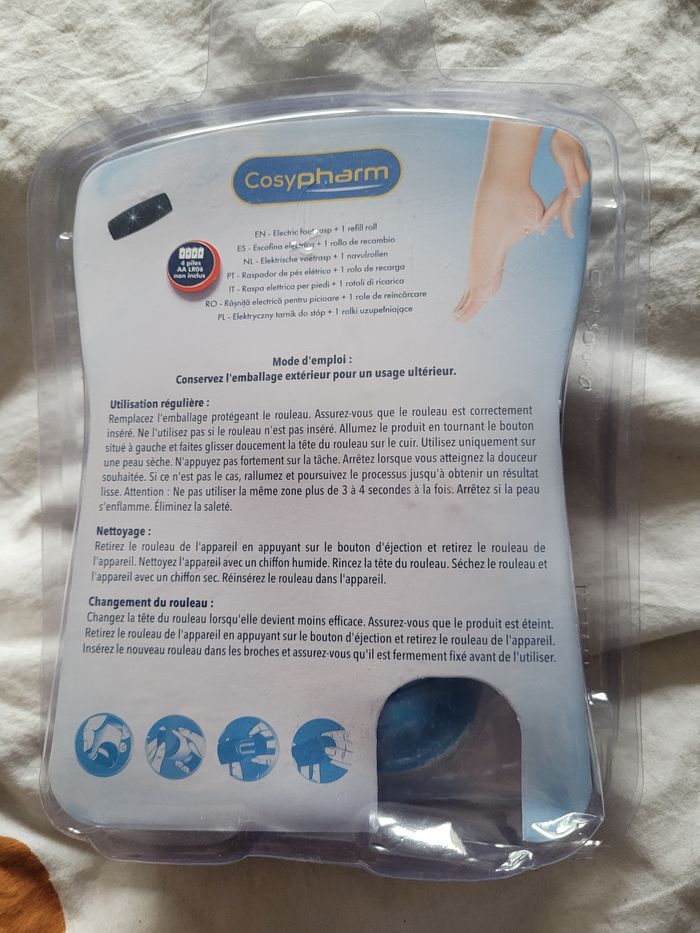 Cosypharm
EN - Electric footrasp + 1 refill roll
ES - Escofina eléctrica + 1 rollo de recambio
NL - Elektrische voetrasp + 1 navulrollen
PT - Raspador de pés elétrico + 1 rolo de recarga
IT - Raspa elettrica per piedi + 1 rotoli di ricarica
RO - Râșniță electrică pentru picioare + 1 role de reincărcare
PL - Elektryczny tarnik do stóp + 1 rolki uzupelniające
4 piles
AA LR06
non inclus
Mode d'emploi :
Conservez l'emballage extérieur pour un usage ultérieur.
Utilisation régulière :
Remplacez l'emballage protégeant le rouleau. Assurez-vous que le rouleau est correctement
inséré. Ne l'utilisez pas si le rouleau n'est pas inséré. Allumez le produit en tournant le bouton
situé à gauche et faites glisser doucement la tête du rouleau sur le cuir. Utilisez uniquement sur
une peau sèche. N'appuyez pas fortement sur la tâche. Arrêtez lorsque vous atteignez la douceur
souhaitée. Si ce n'est pas le cas, rallumez et poursuivez le processus jusqu'à obtenir un résultat
lisse. Attention : Ne pas utiliser la même zone plus de 3 à 4 secondes à la fois. Arrêtez si la peau
s'enflamme. Éliminez la saleté.
Nettoyage :
Retirez le rouleau de l'appareil en appuyant sur le bouton d'éjection et retirez le rouleau de
l'appareil. Nettoyez l'appareil avec un chiffon humide. Rincez la tête du rouleau. Séchez le rouleau et
l'appareil avec un chiffon sec. Réinsérez le rouleau dans l'appareil.
Changement du rouleau :
Changez la tête du rouleau lorsqu'elle devient moins efficace. Assurez-vous que le produit est éteint.
Retirez le rouleau de l'appareil en appuyant sur le bouton d'éjection et retirez le rouleau de l'appareil.
Insérez le nouveau rouleau dans les broches et assurez-vous qu'il est fermement fixé avant de l'utiliser.